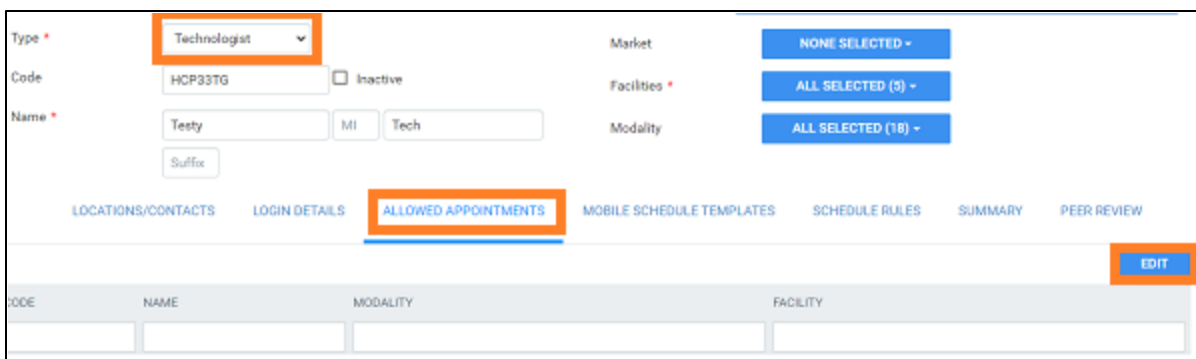 Type * Technologist Market NONE SELECTED
Code HCP33TG Inactive Facilities * ALL SELECTED (5)
Name * Testy MI Tech Modality ALL SELECTED (18)
Suffix
LOCATIONS/CONTACTS LOGIN DETAILS ALLOWED APPOINTMENTS MOBILE SCHEDULE TEMPLATES SCHEDULE RULES SUMMARY PEER REVIEW
EDIT
CODE NAME MODALITY FACILITY